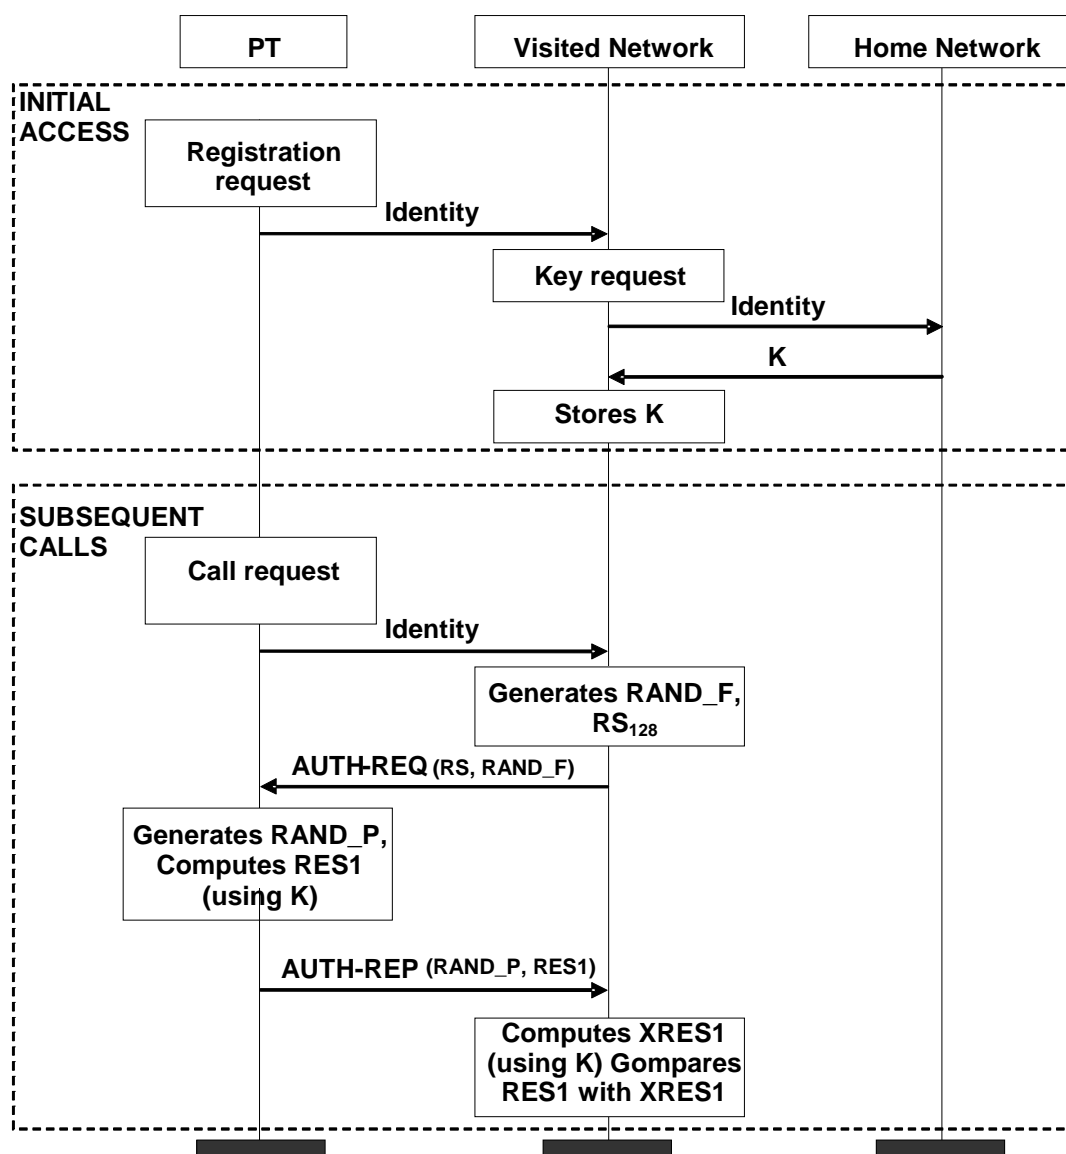 PT
Visited Network
Home Network
INITIAL
ACCESS
Registration
request
Identity
Key request
Identity
K
Stores K
SUBSEQUENT
CALLS
Call request
Identity
Generates RAND_F,
RS₁₂₈
AUTH-REQ (RS, RAND_F)
Generates RAND_P,
Computes RES1
(using K)
AUTH-REP (RAND_P, RES1)
Computes XRES1
(using K) Gompares
RES1 with XRES1